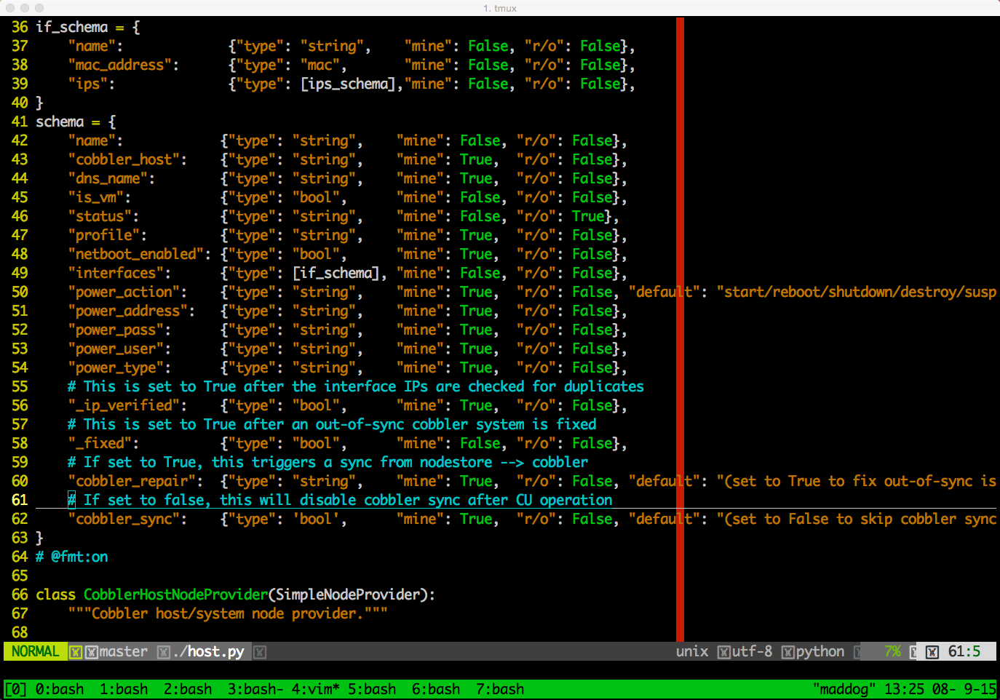 1. tmux
36 if_schema = {
37     "name":             {"type": "string",    "mine": False, "r/o": False},
38     "mac_address":      {"type": "mac",       "mine": False, "r/o": False},
39     "ips":              {"type": [ips_schema],"mine": False, "r/o": False},
40 }
41 schema = {
42     "name":            {"type": "string",    "mine": False, "r/o": False},
43     "cobbler_host":    {"type": "string",    "mine": True,  "r/o": False},
44     "dns_name":        {"type": "string",    "mine": True,  "r/o": False},
45     "is_vm":           {"type": "bool",      "mine": False, "r/o": False},
46     "status":          {"type": "string",    "mine": False, "r/o": True},
47     "profile":         {"type": "string",    "mine": True,  "r/o": False},
48     "netboot_enabled": {"type": "bool",      "mine": True,  "r/o": False},
49     "interfaces":      {"type": [if_schema], "mine": False, "r/o": False},
50     "power_action":    {"type": "string",    "mine": True,  "r/o": False, "default": "start/reboot/shutdown/destroy/susp
51     "power_address":   {"type": "string",    "mine": True,  "r/o": False},
52     "power_pass":      {"type": "string",    "mine": True,  "r/o": False},
53     "power_user":      {"type": "string",    "mine": True,  "r/o": False},
54     "power_type":      {"type": "string",    "mine": True,  "r/o": False},
55     # This is set to True after the interface IPs are checked for duplicates
56     "_ip_verified":    {"type": "bool",      "mine": True,  "r/o": False},
57     # This is set to True after an out-of-sync cobbler system is fixed
58     "_fixed":          {"type": "bool",      "mine": False, "r/o": False},
59     # If set to True, this triggers a sync from nodestore --> cobbler
60     "cobbler_repair":  {"type": "string",    "mine": True,  "r/o": False, "default": "(set to True to fix out-of-sync is
61     # If set to false, this will disable cobbler sync after CU operation
62     "cobbler_sync":    {"type": 'bool',      "mine": True,  "r/o": False, "default": "(set to False to skip cobbler sync
63 }
64 # @fmt:on
65
66 class CobblerHostNodeProvider(SimpleNodeProvider):
67     """Cobbler host/system node provider."""
68
NORMAL master ./host.py unix utf-8 python 7% 61:5
[0] 0:bash  1:bash  2:bash  3:bash- 4:vim* 5:bash  6:bash  7:bash "maddog" 13:25 08- 9-15